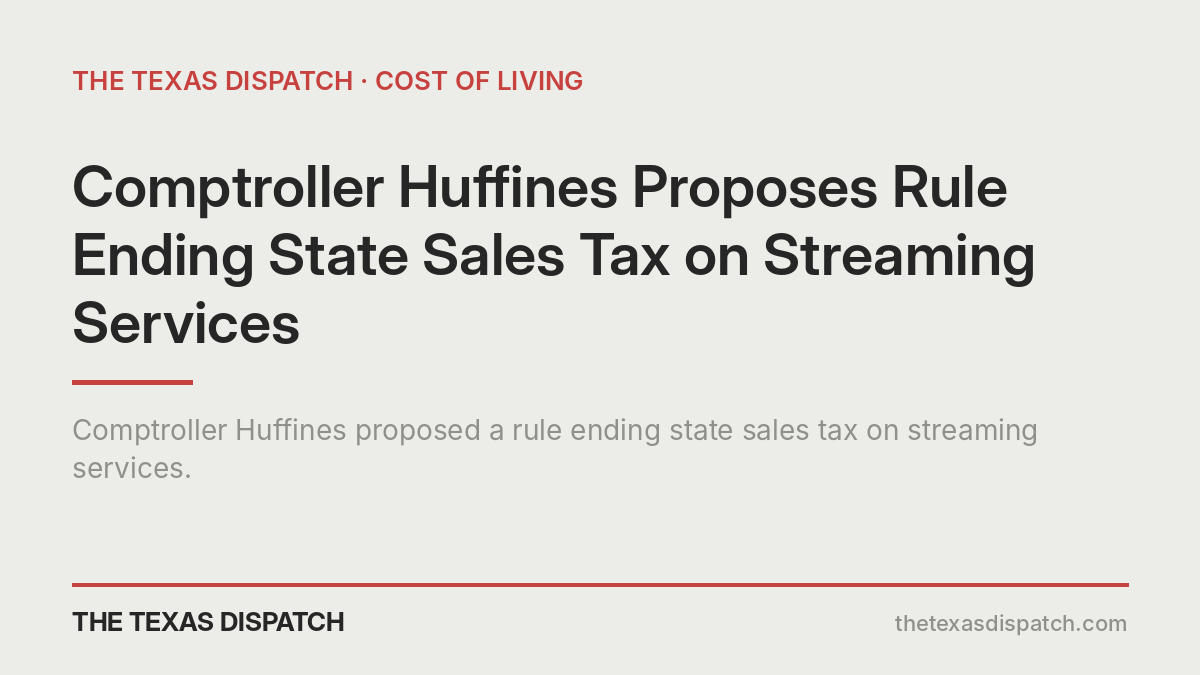 THE TEXAS DISPATCH · COST OF LIVING
Comptroller Huffines Proposes Rule
Ending State Sales Tax on Streaming
Services
Comptroller Huffines proposed a rule ending state sales tax on streaming
services.
THE TEXAS DISPATCH
thetexasdispatch.com